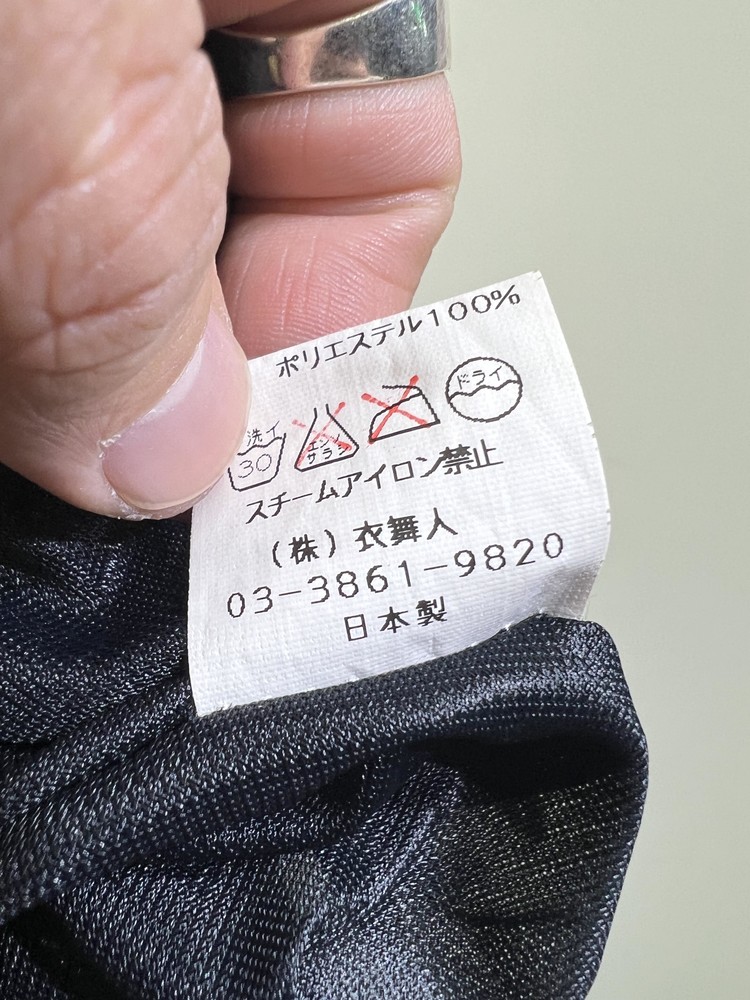 ポリエステル100%
洗イ 30 エンソ サラシ ドライ
スチームアイロン禁止
(株)衣舞人
03-3861-9820
日本製